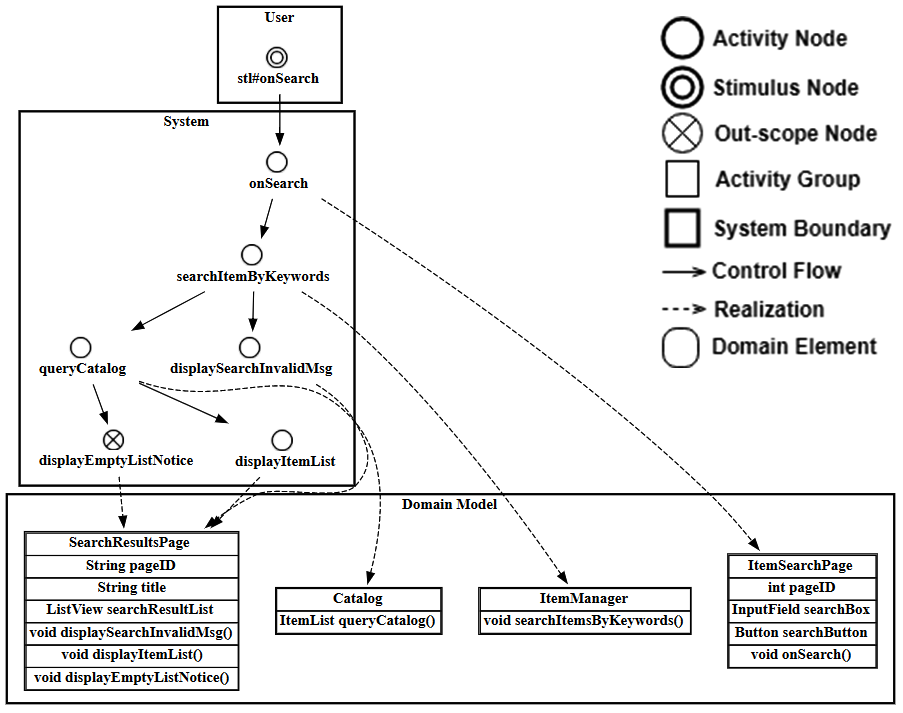 User
stl#onSearch
System
onSearch
searchItemByKeywords
queryCatalog
displaySearchInvalidMsg
displayEmptyListNotice
displayItemList
Activity Node
Stimulus Node
Out-scope Node
Activity Group
System Boundary
Control Flow
Realization
Domain Element
Domain Model
SearchResultsPage
String pageID
String title
ListView searchResultList
void displaySearchInvalidMsg()
void displayItemList()
void displayEmptyListNotice()
Catalog
ItemList queryCatalog()
ItemManager
void searchItemsByKeywords()
ItemSearchPage
int pageID
InputField searchBox
Button searchButton
void onSearch()